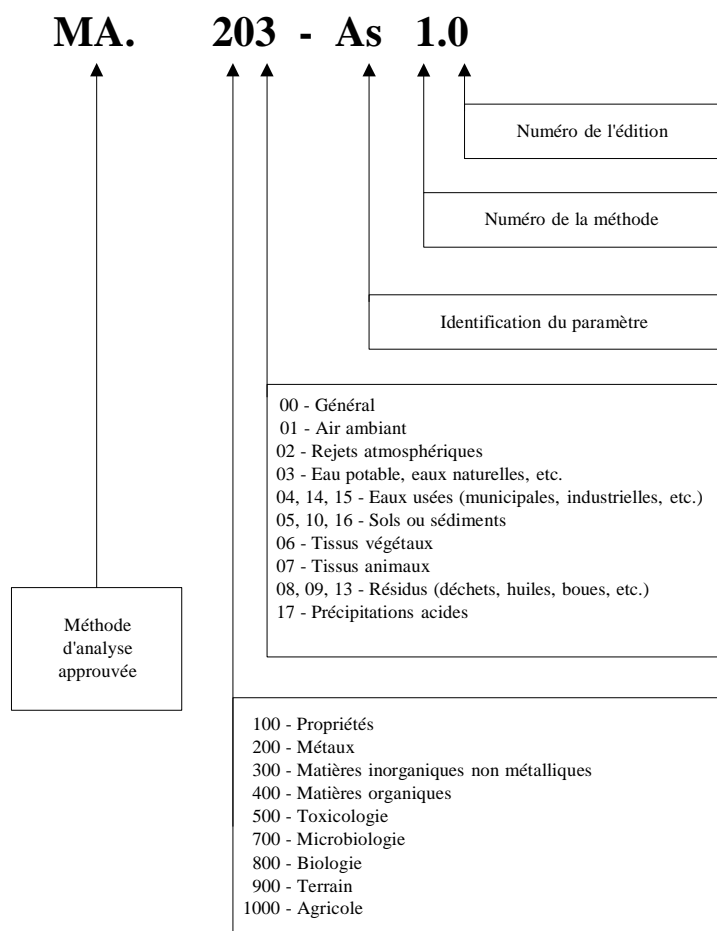 MA. 203 - As 1.0
Numéro de l'édition
Numéro de la méthode
Identification du paramètre
00 - Général
01 - Air ambiant
02 - Rejets atmosphériques
03 - Eau potable, eaux naturelles, etc.
04, 14, 15 - Eaux usées (municipales, industrielles, etc.)
05, 10, 16 - Sols ou sédiments
06 - Tissus végétaux
07 - Tissus animaux
08, 09, 13 - Résidus (déchets, huiles, boues, etc.)
17 - Précipitations acides
Méthode
d'analyse
approuvée
100 - Propriétés
200 - Métaux
300 - Matières inorganiques non métalliques
400 - Matières organiques
500 - Toxicologie
700 - Microbiologie
800 - Biologie
900 - Terrain
1000 - Agricole